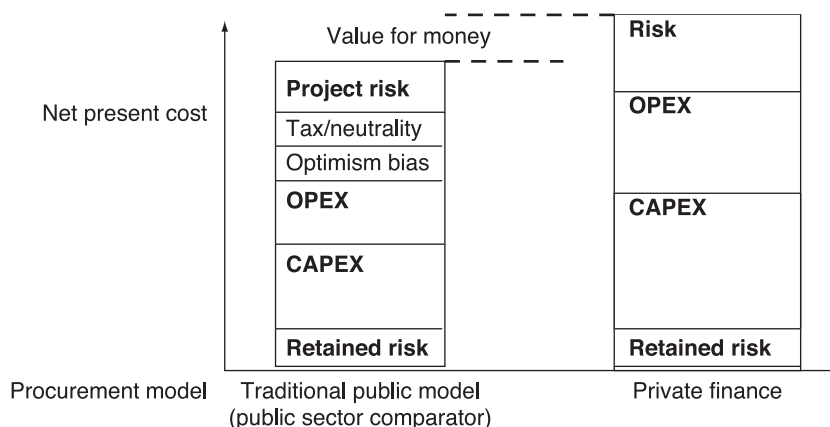 Value for money
Net present cost
Project risk
Tax/neutrality
Optimism bias
OPEX
CAPEX
Retained risk
Risk
OPEX
CAPEX
Retained risk
Procurement model
Traditional public model
(public sector comparator)
Private finance